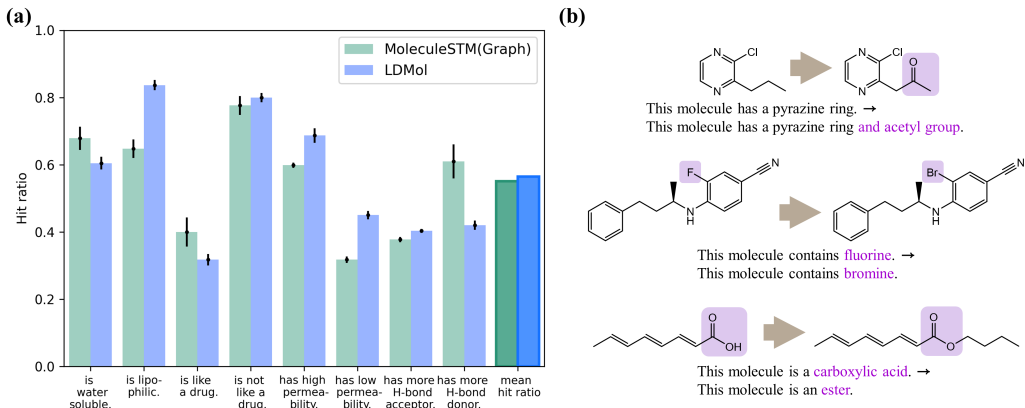 (a)
1.0
0.8
0.6
0.4
0.2
0.0
Hit ratio
MoleculeSTM(Graph)
LDMol
is
water
soluble.
is lipo-
philic.
is like
a drug.
is not
like a
drug.
has high
permea-
bility.
has low
permea-
bility.
has more
H-bond
acceptor.
has more
H-bond
donor.
mean
hit ratio
(b)
N
N
Cl
N
N
Cl
O
This molecule has a pyrazine ring. →
This molecule has a pyrazine ring and acetyl group.
F
N
N
H
Br
N
N
H
This molecule contains fluorine. →
This molecule contains bromine.
O
OH
O
O
This molecule is a carboxylic acid. →
This molecule is an ester.